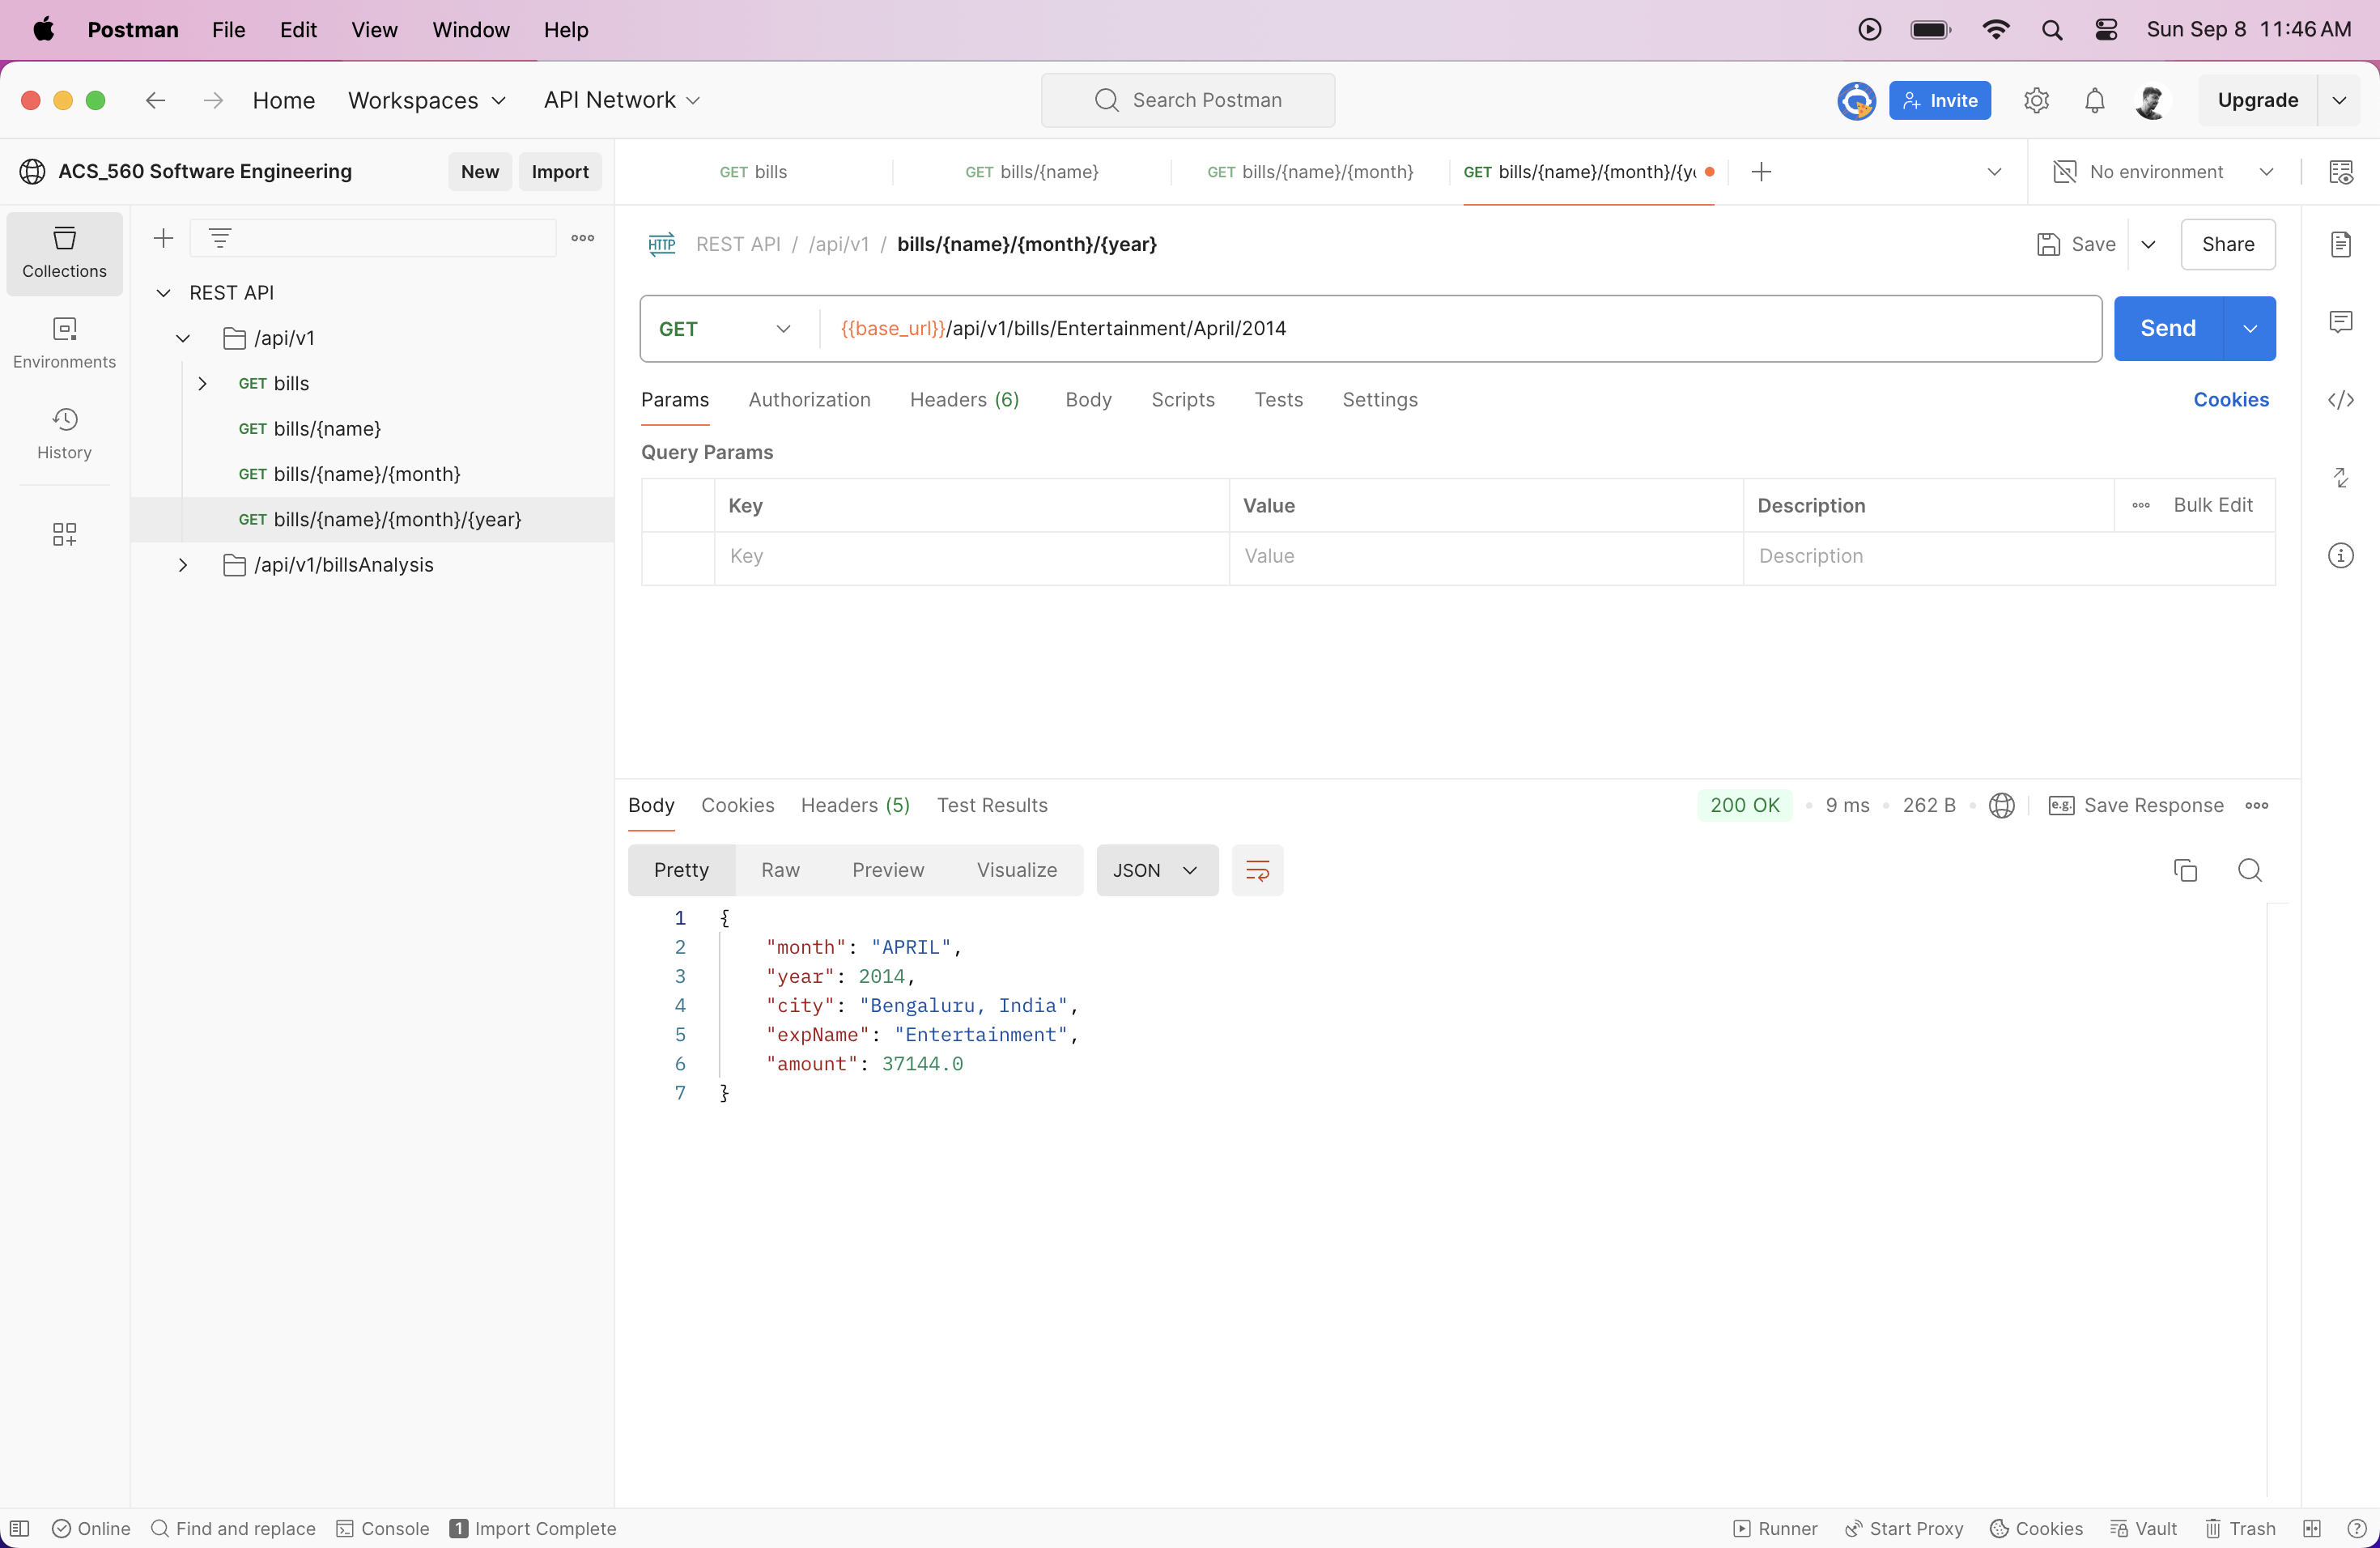 Postman File Edit View Window Help Sun Sep 8 11:46 AM
Home Workspaces API Network Search Postman Invite Upgrade
ACS_560 Software Engineering New Import GET bills GET bills/{name} GET bills/{name}/{month} GET bills/{name}/{month}/{ye No environment
Collections
Environments
History
REST API
/api/v1
GET bills
GET bills/{name}
GET bills/{name}/{month}
GET bills/{name}/{month}/{year}
/api/v1/billsAnalysis
HTTP REST API / /api/v1 / bills/{name}/{month}/{year} Save Share
GET {{base_url}}/api/v1/bills/Entertainment/April/2014 Send
Params Authorization Headers (6) Body Scripts Tests Settings Cookies
Query Params
Key Value Description Bulk Edit
Key Value Description
Body Cookies Headers (5) Test Results 200 OK 9 ms 262 B e.g. Save Response
Pretty Raw Preview Visualize JSON
1 {
2 "month": "APRIL",
3 "year": 2014,
4 "city": "Bengaluru, India",
5 "expName": "Entertainment",
6 "amount": 37144.0
7 }
Online Find and replace Console 1 Import Complete Runner Start Proxy Cookies Vault Trash